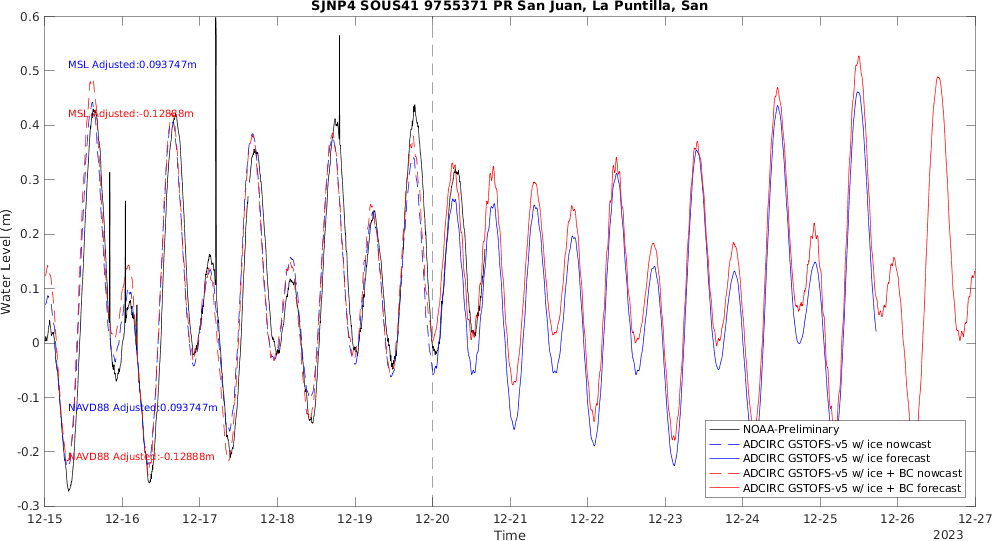 SJNP4 SOUS41 9755371 PR San Juan, La Puntilla, San
Water Level (m)
0.6
0.5
0.4
0.3
0.2
0.1
0
-0.1
-0.2
-0.3
MSL Adjusted:0.093747m
MSL Adjusted:-0.12888m
NAVD88 Adjusted:0.093747m
NAVD88 Adjusted:-0.12888m
NOAA-Preliminary
ADCIRC GSTOFS-v5 w/ ice nowcast
ADCIRC GSTOFS-v5 w/ ice forecast
ADCIRC GSTOFS-v5 w/ ice + BC nowcast
ADCIRC GSTOFS-v5 w/ ice + BC forecast
12-15 12-16 12-17 12-18 12-19 12-20 12-21 12-22 12-23 12-24 12-25 12-26 12-27
Time
2023